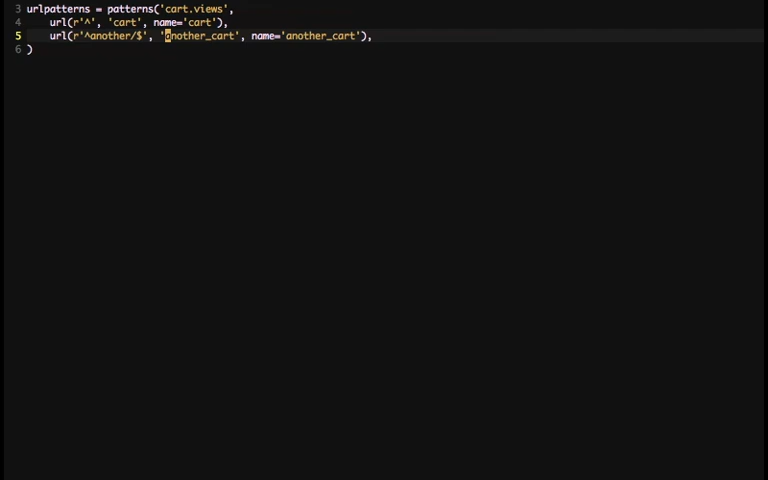 3 urlpatterns = patterns('cart.views',
4 url(r'^', 'cart', name='cart'),
5 url(r'^another/$', 'another_cart', name='another_cart'),
6 )